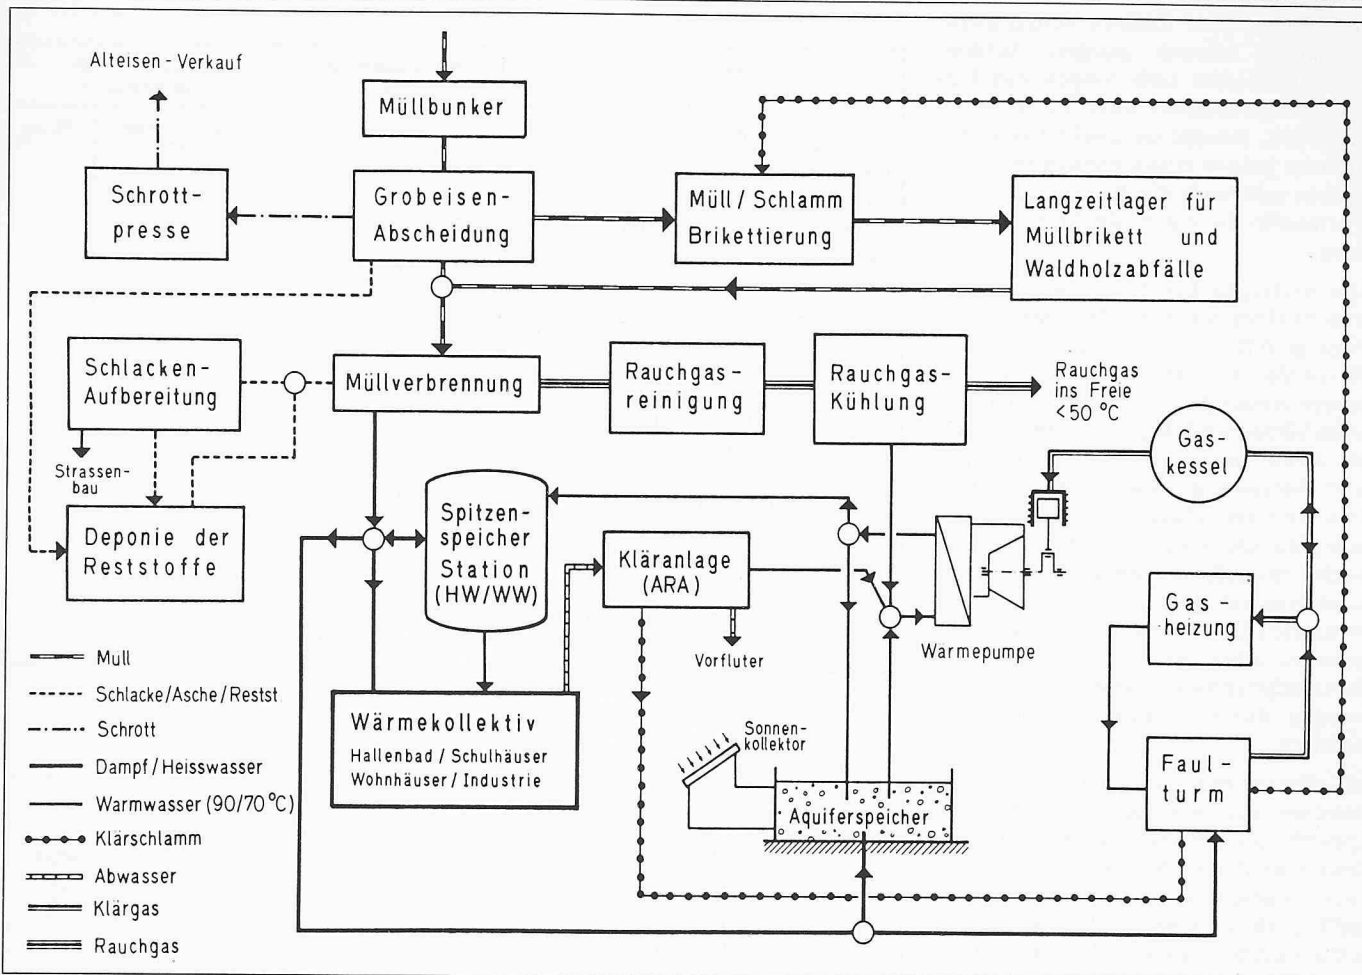 Alteisen-Verkauf
Müllbunker
Schrott-
presse
Grobeisen-
Abscheidung
Müll/Schlamm
Brikettierung
Langzeitlager für
Müllbrikett und
Waldholzabfälle
Schlacken-
Aufbereitung
Müllverbrennung
Rauchgas-
reinigung
Rauchgas-
Kühlung
Rauchgas
ins Freie
<50 °C
Gas-
kessel
Strassen-
bau
Deponie der
Reststoffe
Spitzen-
speicher
Station
(HW/WW)
Kläranlage
(ARA)
Vorfluter
Wärmepumpe
Gas-
heizung
Wärmekollektiv
Hallenbad / Schulhäuser
Wohnhäuser / Industrie
Sonnen-
kollektor
Aquiferspeicher
Faul-
turm
Müll
Schlacke/Asche/Restst.
Schrott
Dampf/Heisswasser
Warmwasser (90/70 °C)
Klärschlamm
Abwasser
Klärgas
Rauchgas